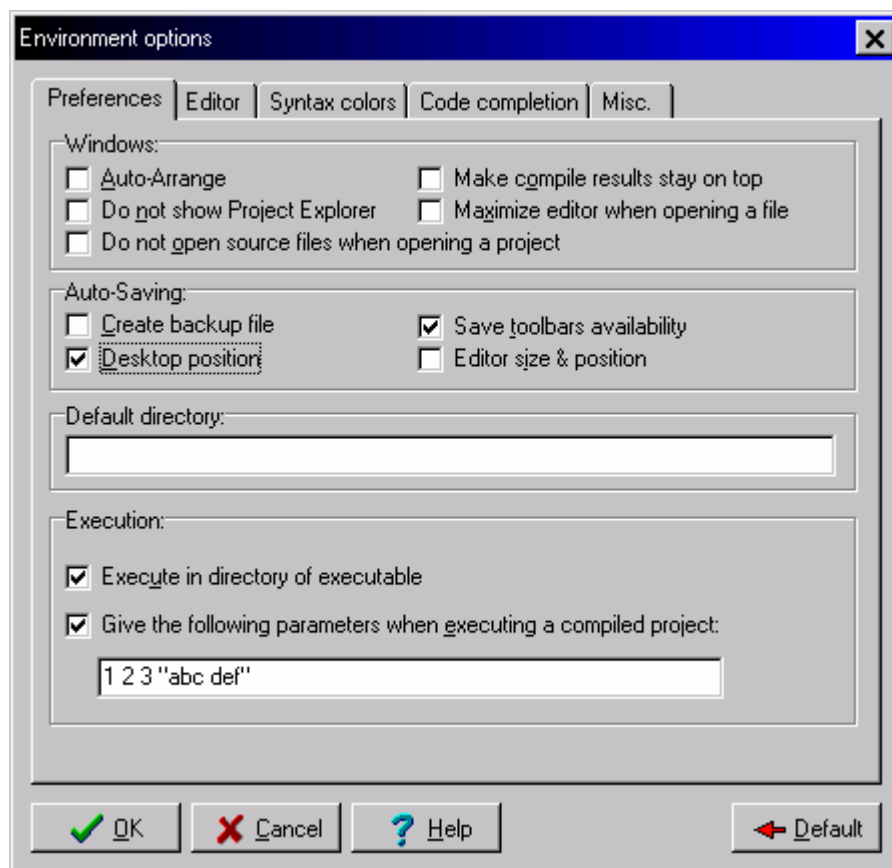 Environment options
Preferences Editor Syntax colors Code completion Misc.
Windows:
Auto-Arrange Make compile results stay on top
Do not show Project Explorer Maximize editor when opening a file
Do not open source files when opening a project
Auto-Saving:
Create backup file Save toolbars availability
Desktop position Editor size & position
Default directory:
Execution:
Execute in directory of executable
Give the following parameters when executing a compiled project:
1 2 3 "abc def"
OK Cancel Help Default